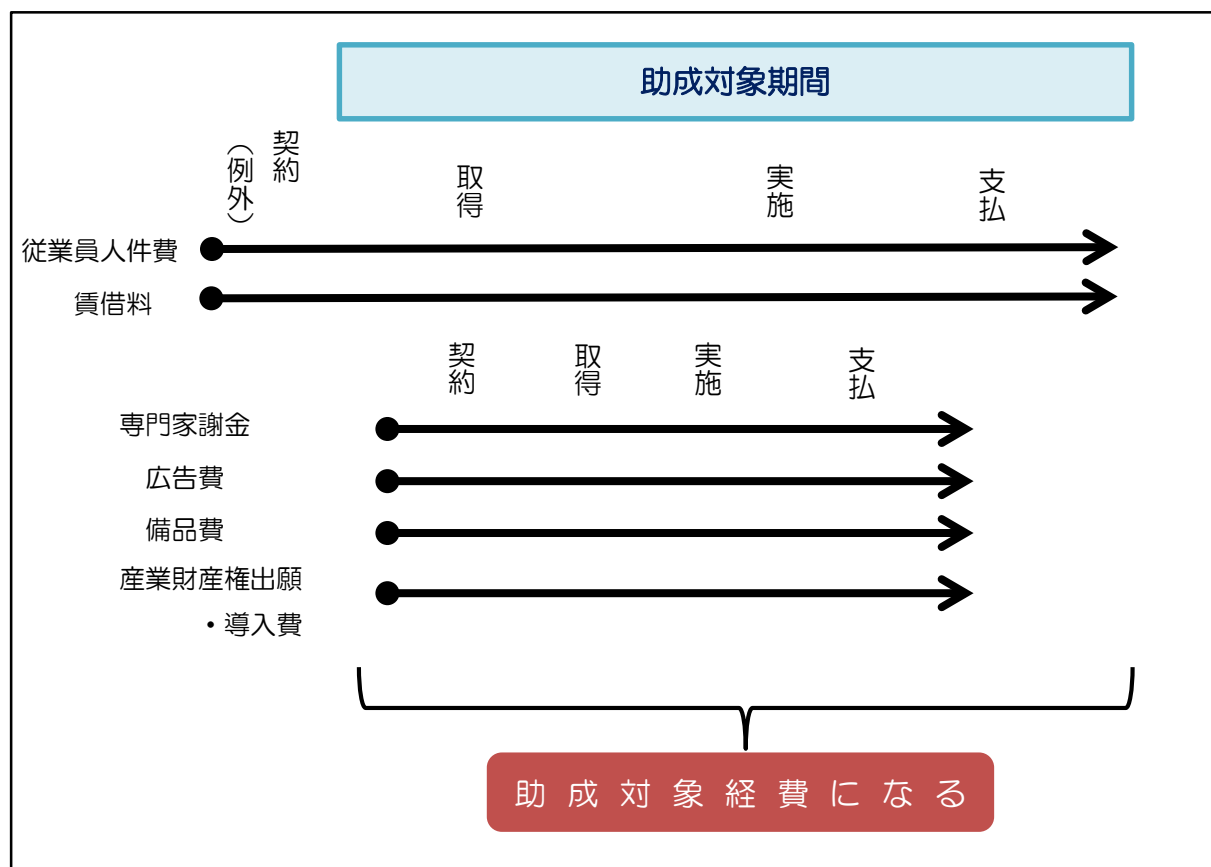 助成対象期間
契約
(例外)
取得
実施
支払
従業員人件費
賃借料
契約
取得
実施
支払
専門家謝金
広告費
備品費
産業財産権出願
・導入費
助成対象経費になる